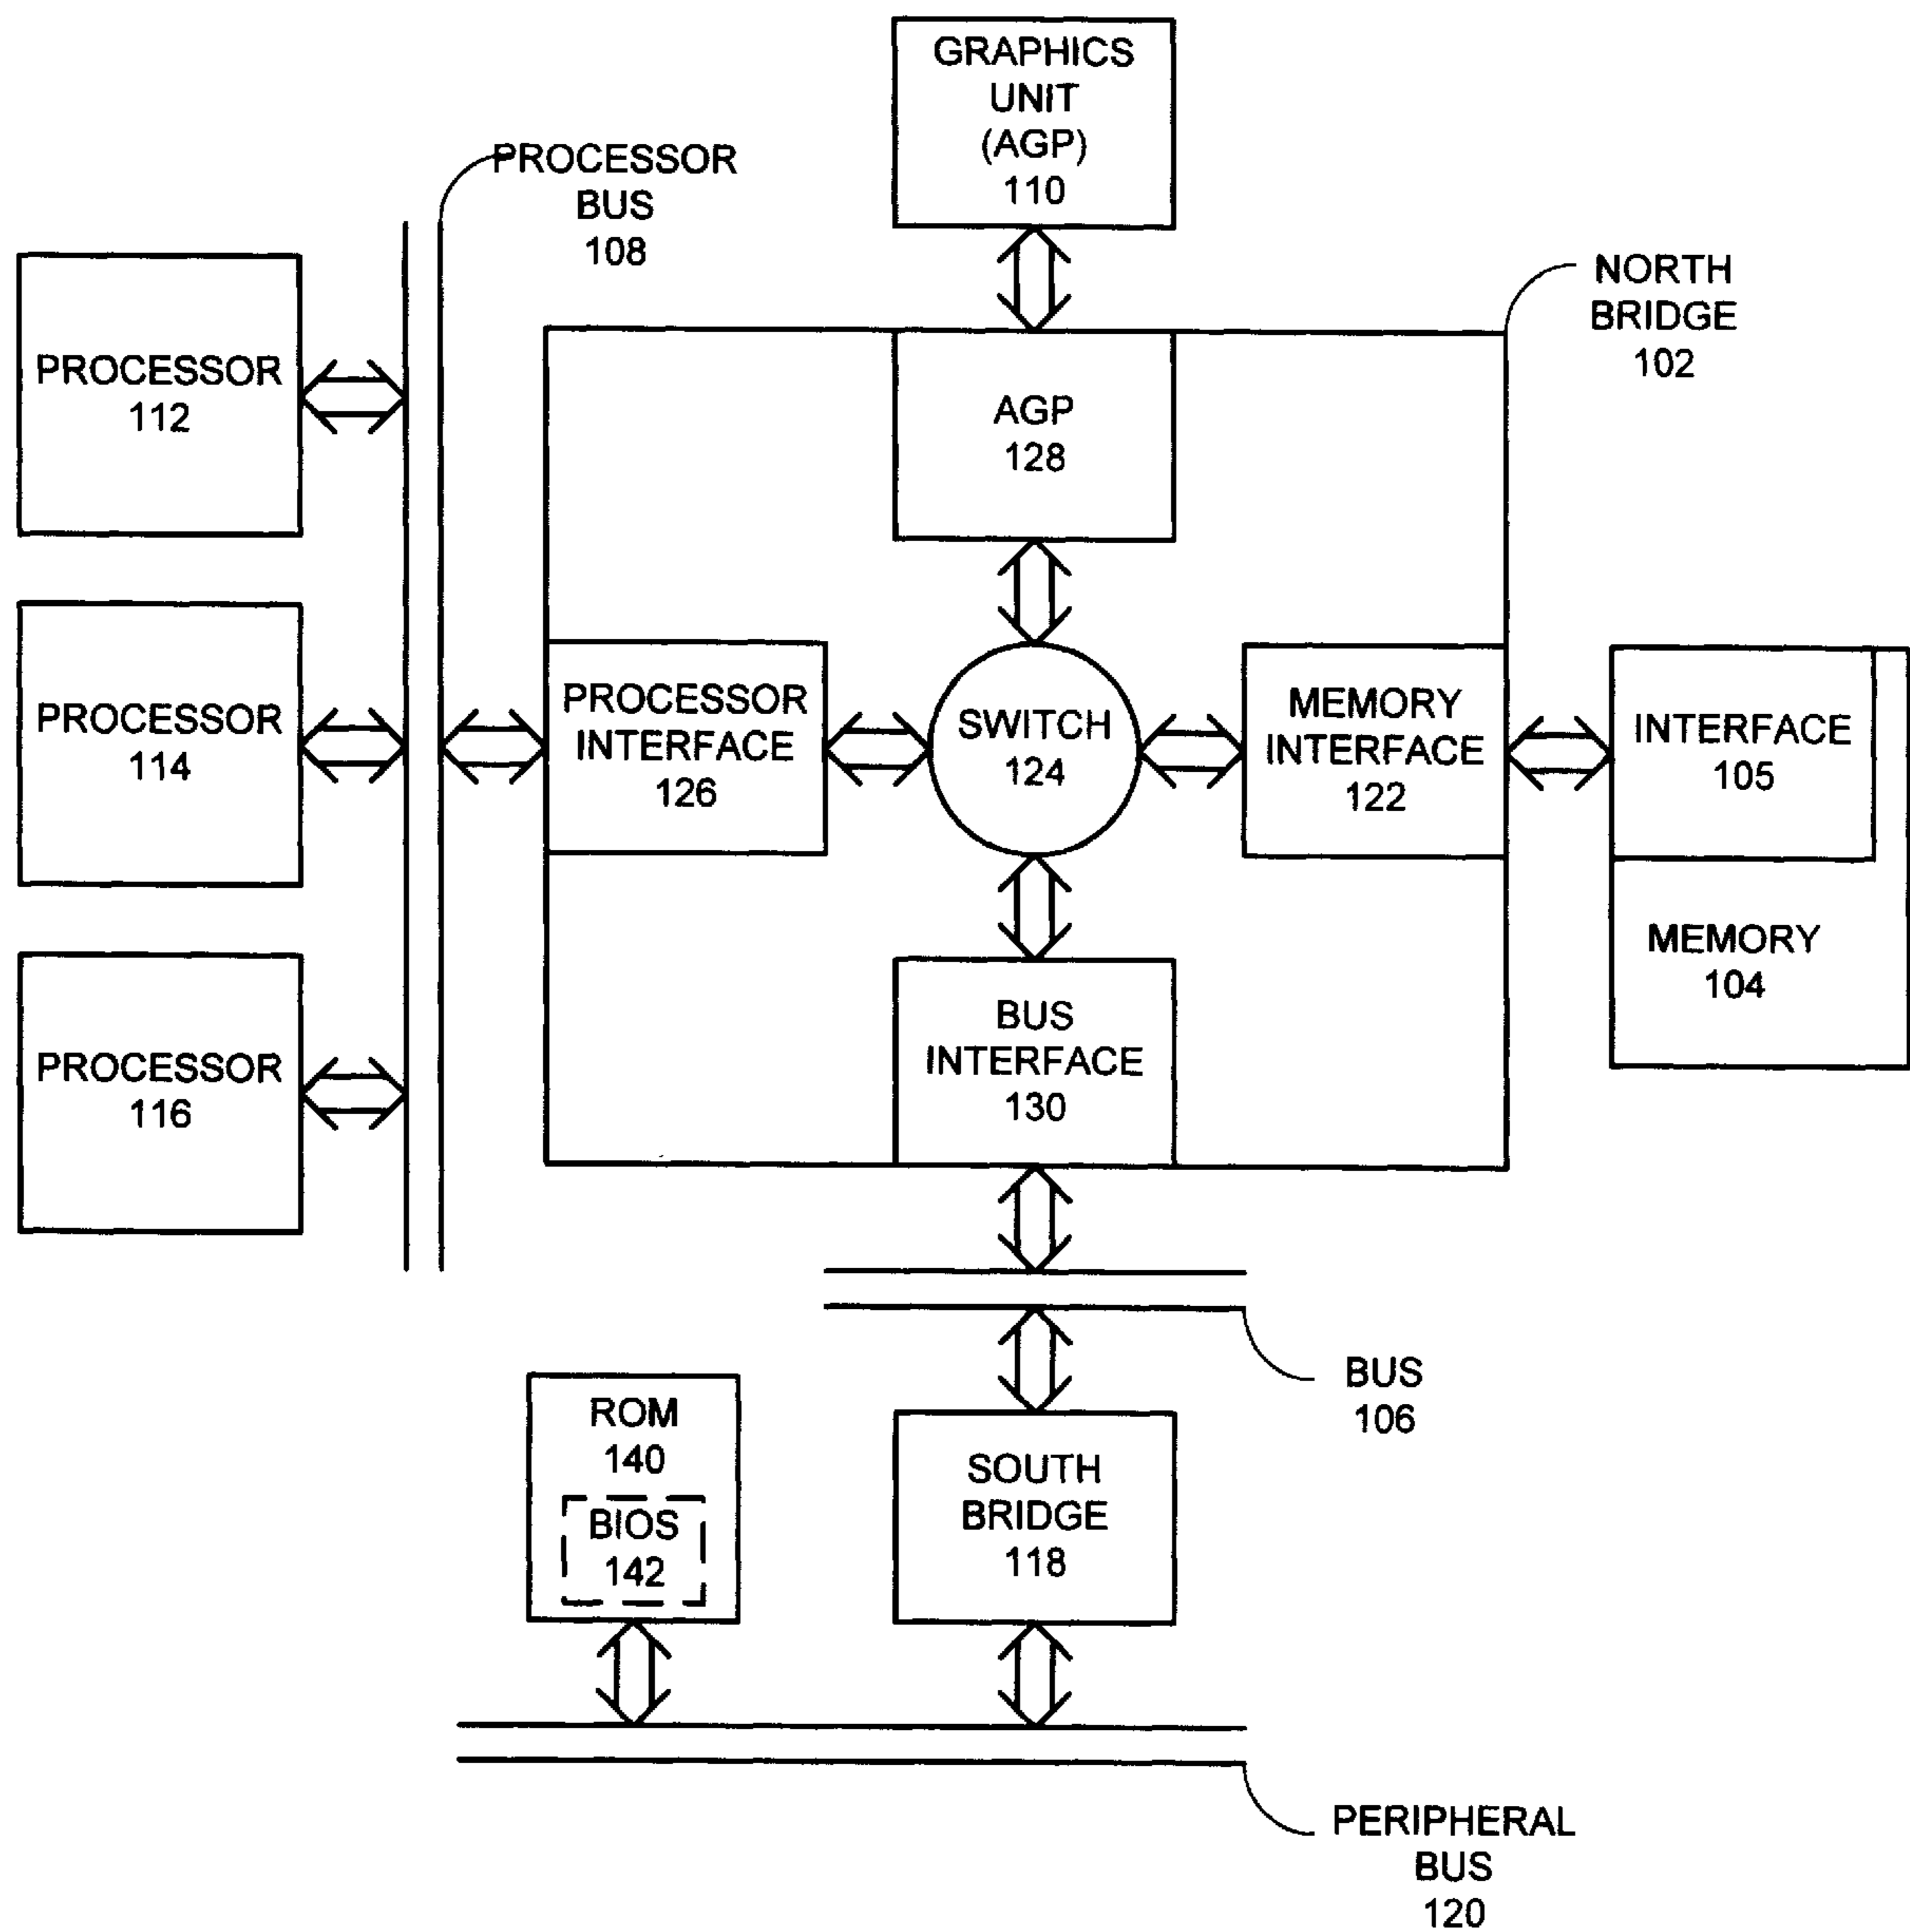 GRAPHICS
UNIT
(AGP)
110
PROCESSOR
BUS
108
NORTH
BRIDGE
102
PROCESSOR
112
AGP
128
PROCESSOR
114
PROCESSOR
INTERFACE
126
SWITCH
124
MEMORY
INTERFACE
122
INTERFACE
105
MEMORY
104
PROCESSOR
116
BUS
INTERFACE
130
BUS
106
ROM
140
BIOS
142
SOUTH
BRIDGE
118
PERIPHERAL
BUS
120